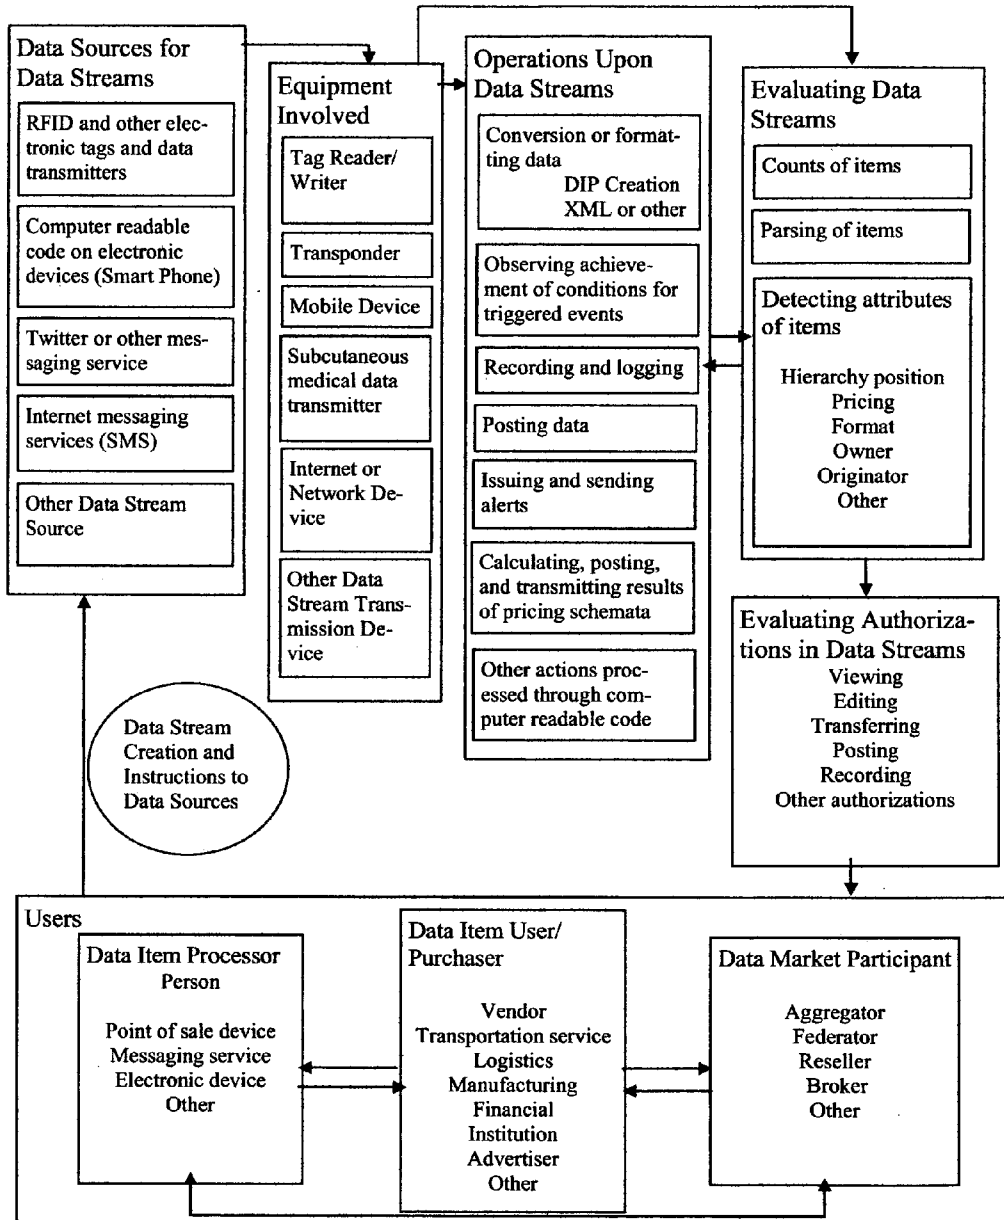 Data Sources for
Data Streams
RFID and other elec-
tronic tags and data
transmitters
Computer readable
code on electronic
devices (Smart Phone)
Twitter or other mes-
saging service
Internet messaging
services (SMS)
Other Data Stream
Source
Equipment
Involved
Tag Reader/
Writer
Transponder
Mobile Device
Subcutaneous
medical data
transmitter
Internet or
Network De-
vice
Other Data
Stream Trans-
mission De-
vice
Operations Upon
Data Streams
Conversion or format-
ting data
DIP Creation
XML or other
Observing achieve-
ment of conditions for
triggered events
Recording and logging
Posting data
Issuing and sending
alerts
Calculating, posting,
and transmitting results
of pricing schemata
Other actions pro-
cessed through com-
puter readable code
Evaluating Data
Streams
Counts of items
Parsing of items
Detecting attributes
of items
Hierarchy position
Pricing
Format
Owner
Originator
Other
Evaluating Authoriza-
tions in Data Streams
Viewing
Editing
Transferring
Posting
Recording
Other authorizations
Data Stream
Creation and
Instructions to
Data Sources
Users
Data Item Processor
Person
Point of sale device
Messaging service
Electronic device
Other
Data Item User/
Purchaser
Vendor
Transportation service
Logistics
Manufacturing
Financial
Institution
Advertiser
Other
Data Market Participant
Aggregator
Federator
Reseller
Broker
Other